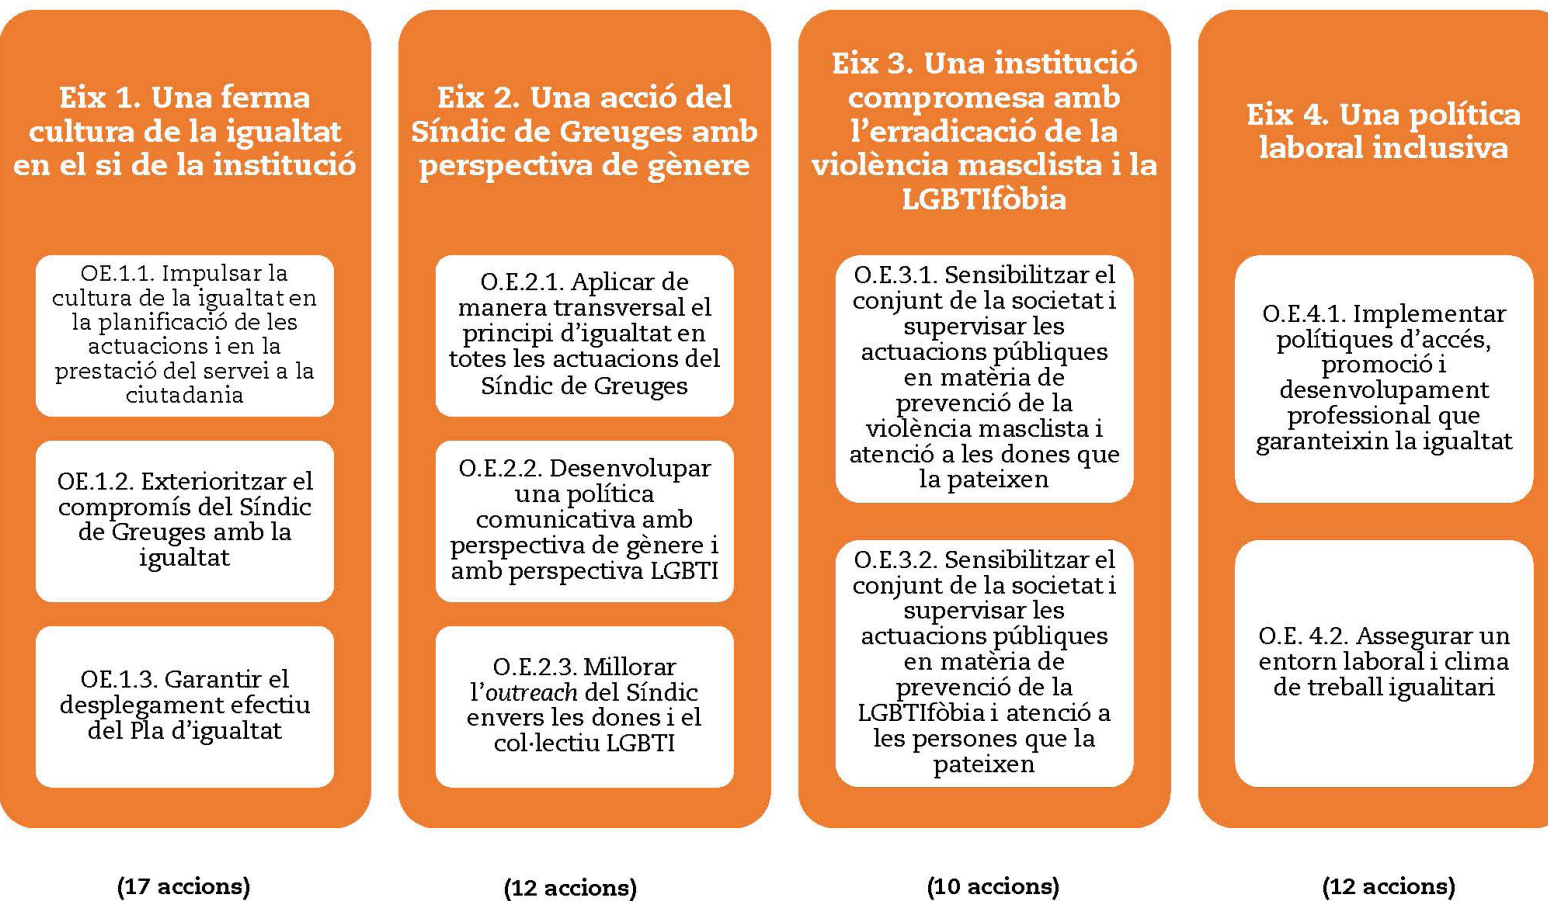 Eix 1. Una ferma
cultura de la igualtat
en el si de la institució
OE.1.1. Impulsar la
cultura de la igualtat en
la planificació de les
actuacions i en la
prestació del servei a la
ciutadania
OE.1.2. Exterioritzar el
compromís del Síndic
de Greuges amb la
igualtat
OE.1.3. Garantir el
desplegament efectiu
del Pla d'igualtat
(17 accions)
Eix 2. Una acció del
Síndic de Greuges amb
perspectiva de gènere
O.E.2.1. Aplicar de
manera transversal el
principi d'igualtat en
totes les actuacions del
Síndic de Greuges
O.E.2.2. Desenvolupar
una política
comunicativa amb
perspectiva de gènere i
amb perspectiva LGBTI
O.E.2.3. Millorar
l'outreach del Síndic
envers les dones i el
col·lectiu LGBTI
(12 accions)
Eix 3. Una institució
compromesa amb
l'erradicació de la
violència masclista i la
LGBTIfòbia
O.E.3.1. Sensibilitzar el
conjunt de la societat i
supervisar les
actuacions públiques
en matèria de
prevenció de la
violència masclista i
atenció a les dones que
la pateixen
O.E.3.2. Sensibilitzar el
conjunt de la societat i
supervisar les
actuacions públiques
en matèria de
prevenció de la
LGBTIfòbia i atenció a
les persones que la
pateixen
(10 accions)
Eix 4. Una política
laboral inclusiva
O.E.4.1. Implementar
polítiques d'accés,
promoció i
desenvolupament
professional que
garanteixin la igualtat
O.E. 4.2. Assegurar un
entorn laboral i clima
de treball igualitari
(12 accions)